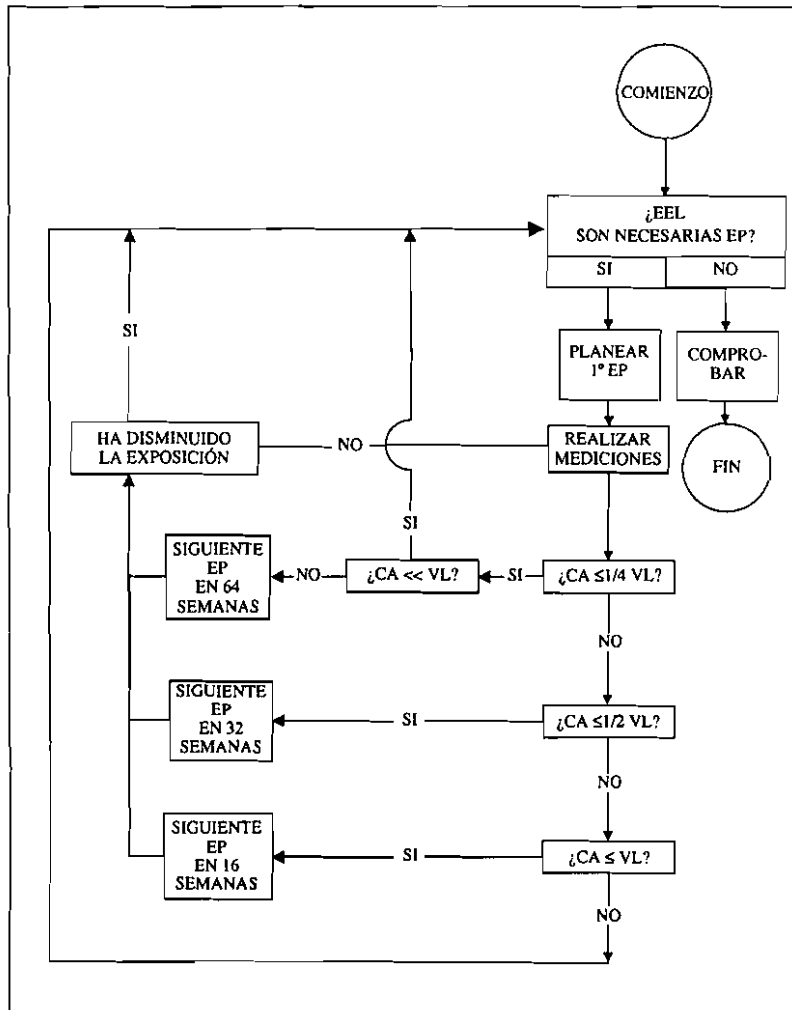 COMIENZO
¿EEL
SON NECESARIAS EP?
SI
NO
PLANEAR
1º EP
COMPRO-
BAR
SI
HA DISMINUIDO
LA EXPOSICIÓN
NO
REALIZAR
MEDICIONES
FIN
SI
SIGUIENTE
EP
EN 64
SEMANAS
NO
¿CA << VL?
SI
¿CA ≤1/4 VL?
NO
SIGUIENTE
EP
EN 32
SEMANAS
SI
¿CA ≤1/2 VL?
NO
SIGUIENTE
EP
EN 16
SEMANAS
SI
¿CA ≤ VL?
NO